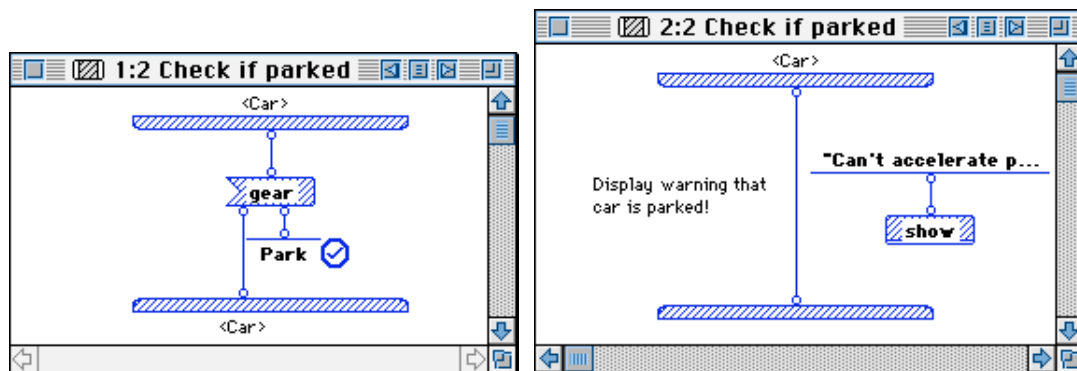 1:2 Check if parked
<Car>
gear
Park
<Car>
2:2 Check if parked
<Car>
"Can't accelerate p...
Display warning that
car is parked!
show